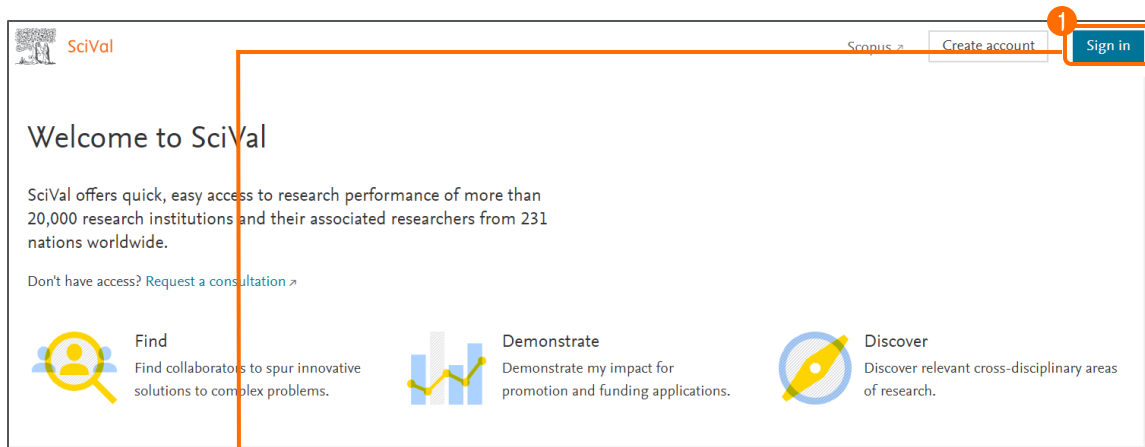 SciVal
Scopus ↗
Create account
1
Sign in
Welcome to SciVal
SciVal offers quick, easy access to research performance of more than
20,000 research institutions and their associated researchers from 231
nations worldwide.
Don't have access? Request a consultation ↗
Find
Find collaborators to spur innovative
solutions to complex problems.
Demonstrate
Demonstrate my impact for
promotion and funding applications.
Discover
Discover relevant cross-disciplinary areas
of research.